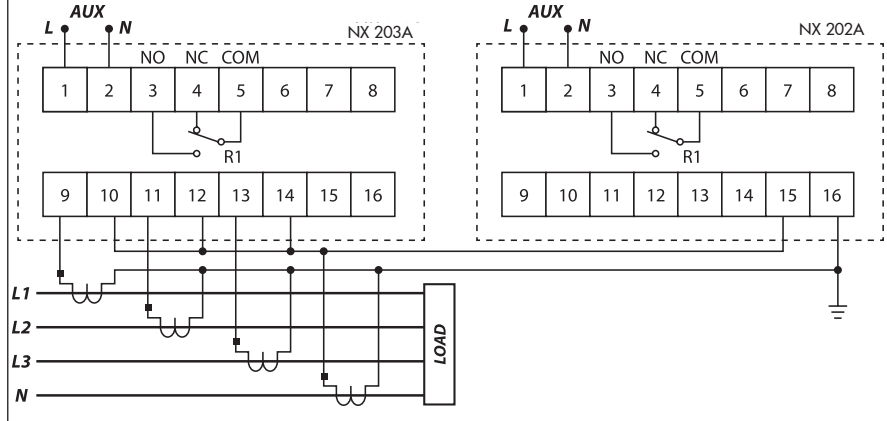 AUX AUX
L N NX 203A L N NX 202A
NO NC COM NO NC COM
1 2 3 4 5 6 7 8 1 2 3 4 5 6 7 8
R1 R1
9 10 11 12 13 14 15 16 9 10 11 12 13 14 15 16
L1
L2
L3
N
LOAD